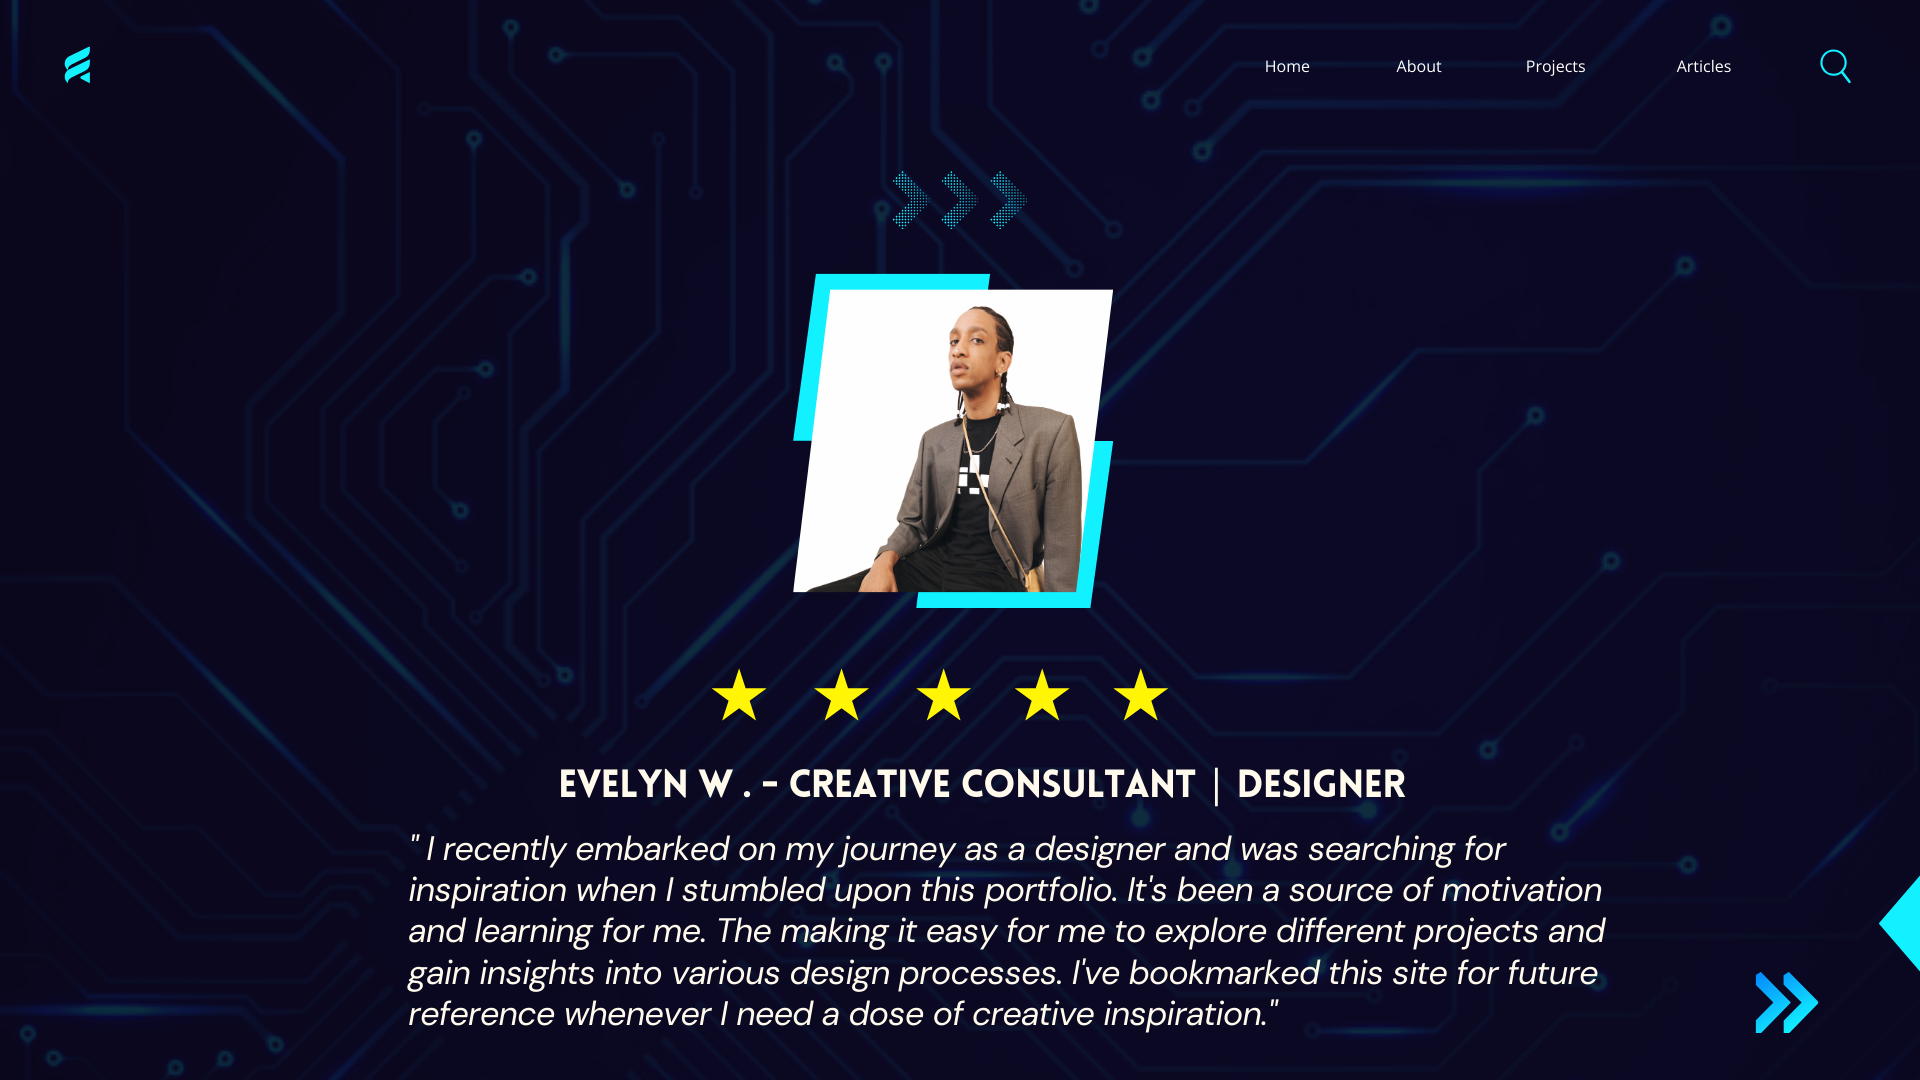 Home About Projects Articles
EVELYN W . - CREATIVE CONSULTANT | DESIGNER
" I recently embarked on my journey as a designer and was searching for
inspiration when I stumbled upon this portfolio. It's been a source of motivation
and learning for me. The making it easy for me to explore different projects and
gain insights into various design processes. I've bookmarked this site for future
reference whenever I need a dose of creative inspiration."